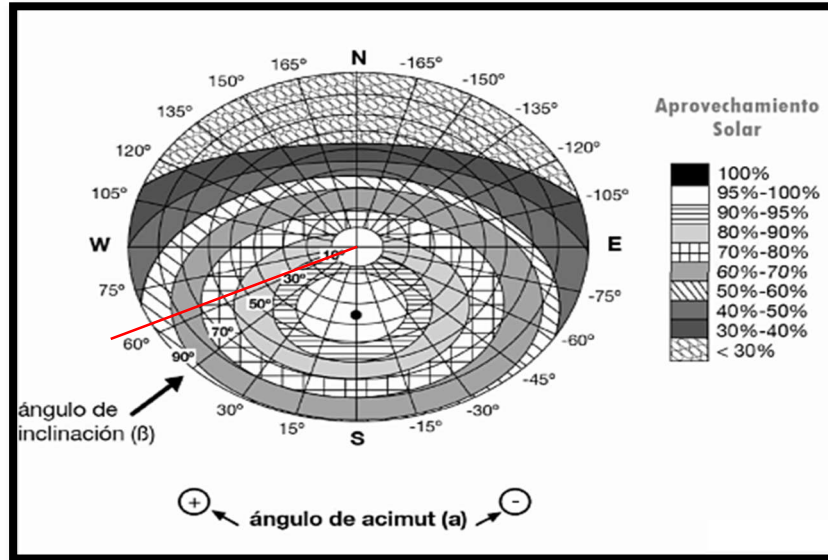 N
165º
-165º
150º
-150º
135º
-135º
120º
-120º
105º
-105º
W
E
75º
-75º
60º
-60º
-45º
30º
-30º
15º
-15º
S
10º
30º
50º
70º
90º
ángulo de
inclinación (ß)
+ ángulo de acimut (a) -
Aprovechamiento
Solar
100%
95%-100%
90%-95%
80%-90%
70%-80%
60%-70%
50%-60%
40%-50%
30%-40%
< 30%